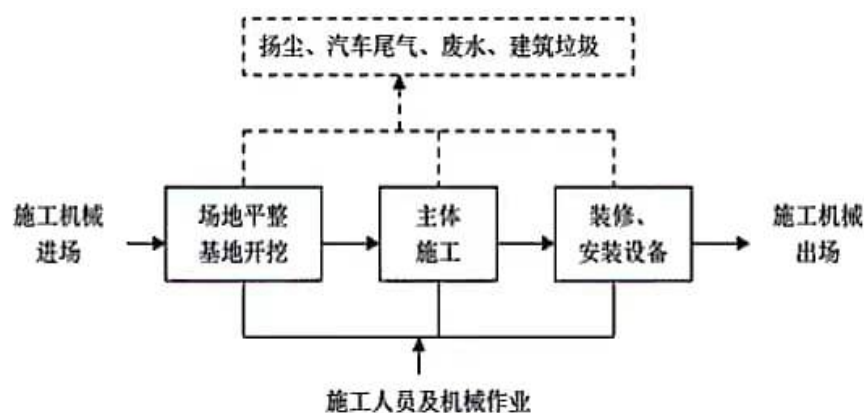 扬尘、汽车尾气、废水、建筑垃圾
施工机械
进场
场地平整
基地开挖
主体
施工
装修、
安装设备
施工机械
出场
施工人员及机械作业